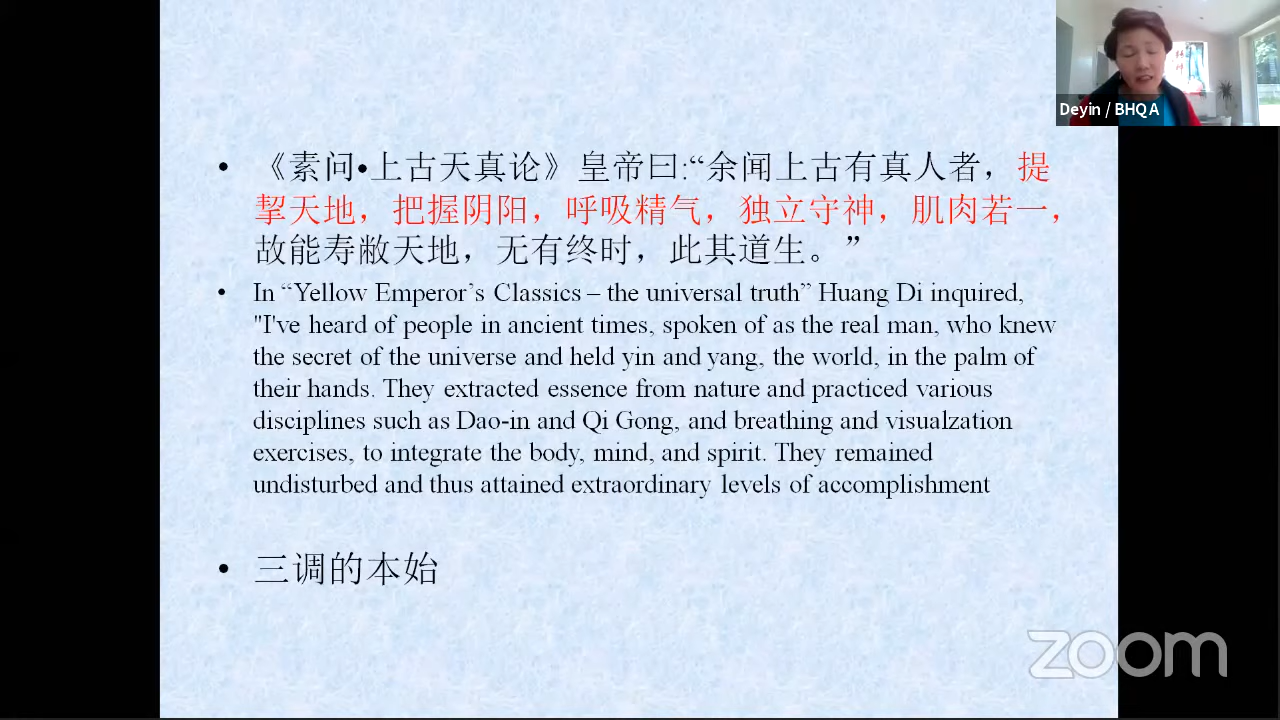 Deyin / BHQA
• 《素问•上古天真论》皇帝曰:“余闻上古有真人者，提
挈天地，把握阴阳，呼吸精气，独立守神，肌肉若一，
故能寿敝天地，无有终时，此其道生。”
• In “Yellow Emperor’s Classics – the universal truth” Huang Di inquired,
"I've heard of people in ancient times, spoken of as the real man, who knew
the secret of the universe and held yin and yang, the world, in the palm of
their hands. They extracted essence from nature and practiced various
disciplines such as Dao-in and Qi Gong, and breathing and visualzation
exercises, to integrate the body, mind, and spirit. They remained
undisturbed and thus attained extraordinary levels of accomplishment
• 三调的本始
zoom